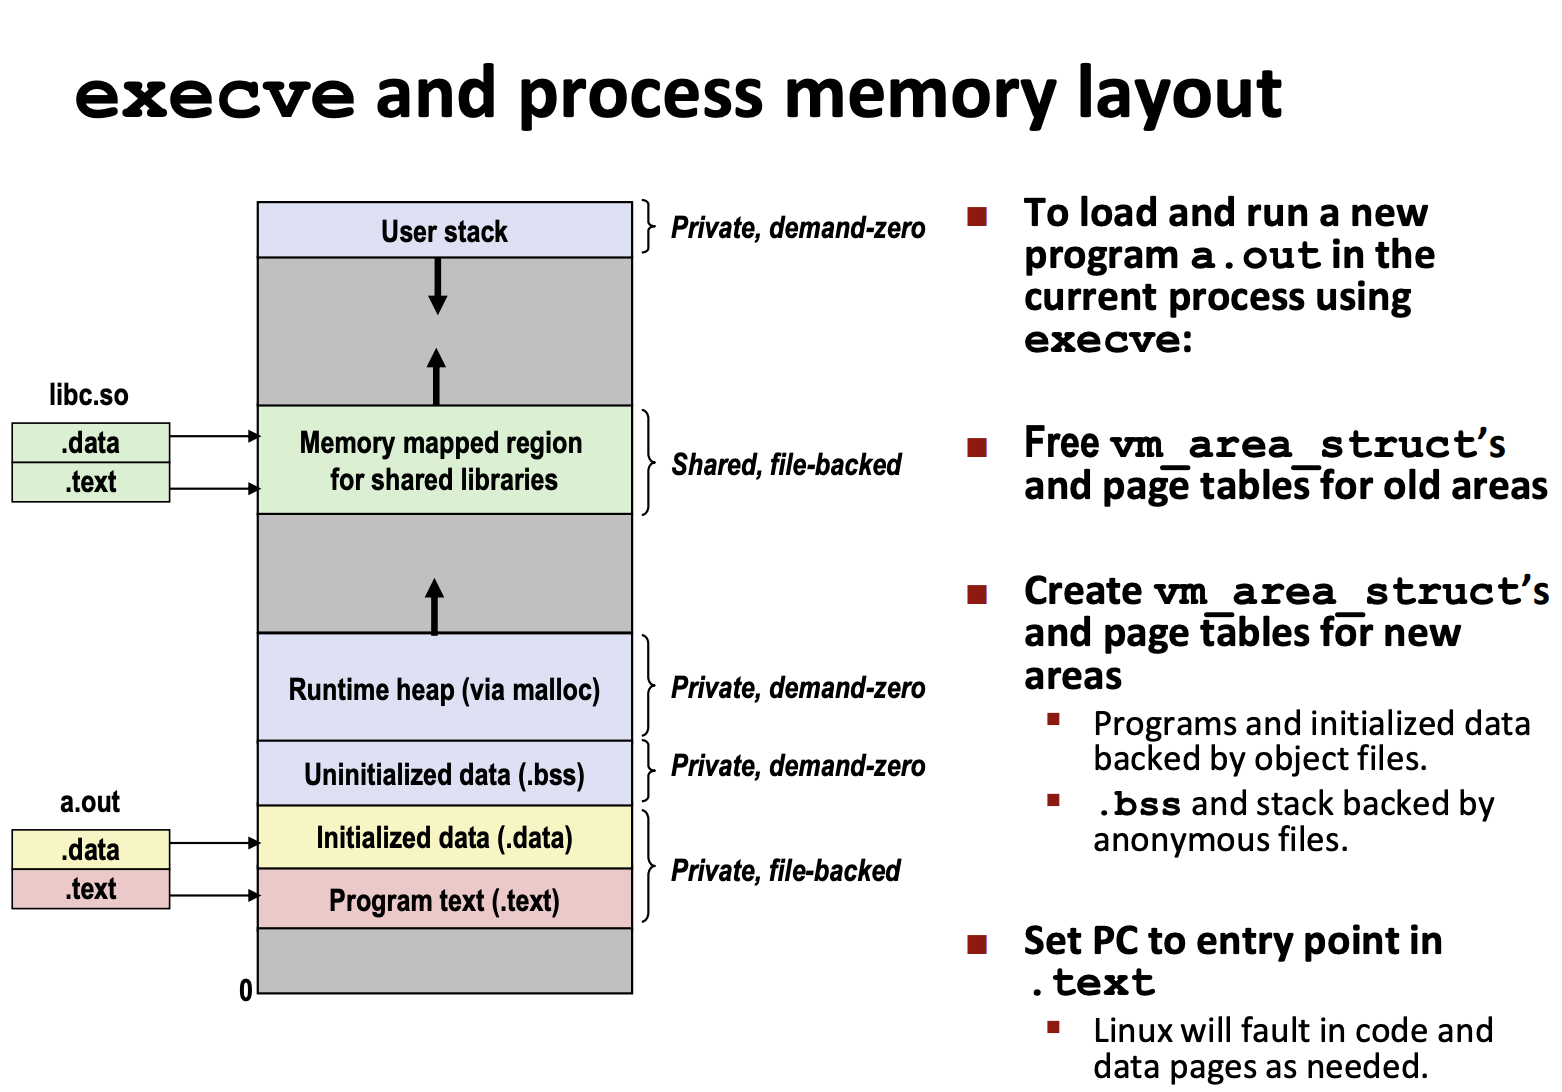 execve and process memory layout
User stack
Private, demand-zero
libc.so
.data
.text
Memory mapped region
for shared libraries
Shared, file-backed
Runtime heap (via malloc)
Private, demand-zero
Uninitialized data (.bss)
Private, demand-zero
a.out
.data
.text
Initialized data (.data)
Program text (.text)
Private, file-backed
0
To load and run a new
program a.out in the
current process using
execve:
Free vm_area_struct’s
and page tables for old areas
Create vm_area_struct’s
and page tables for new
areas
Programs and initialized data
backed by object files.
.bss and stack backed by
anonymous files.
Set PC to entry point in
.text
Linux will fault in code and
data pages as needed.